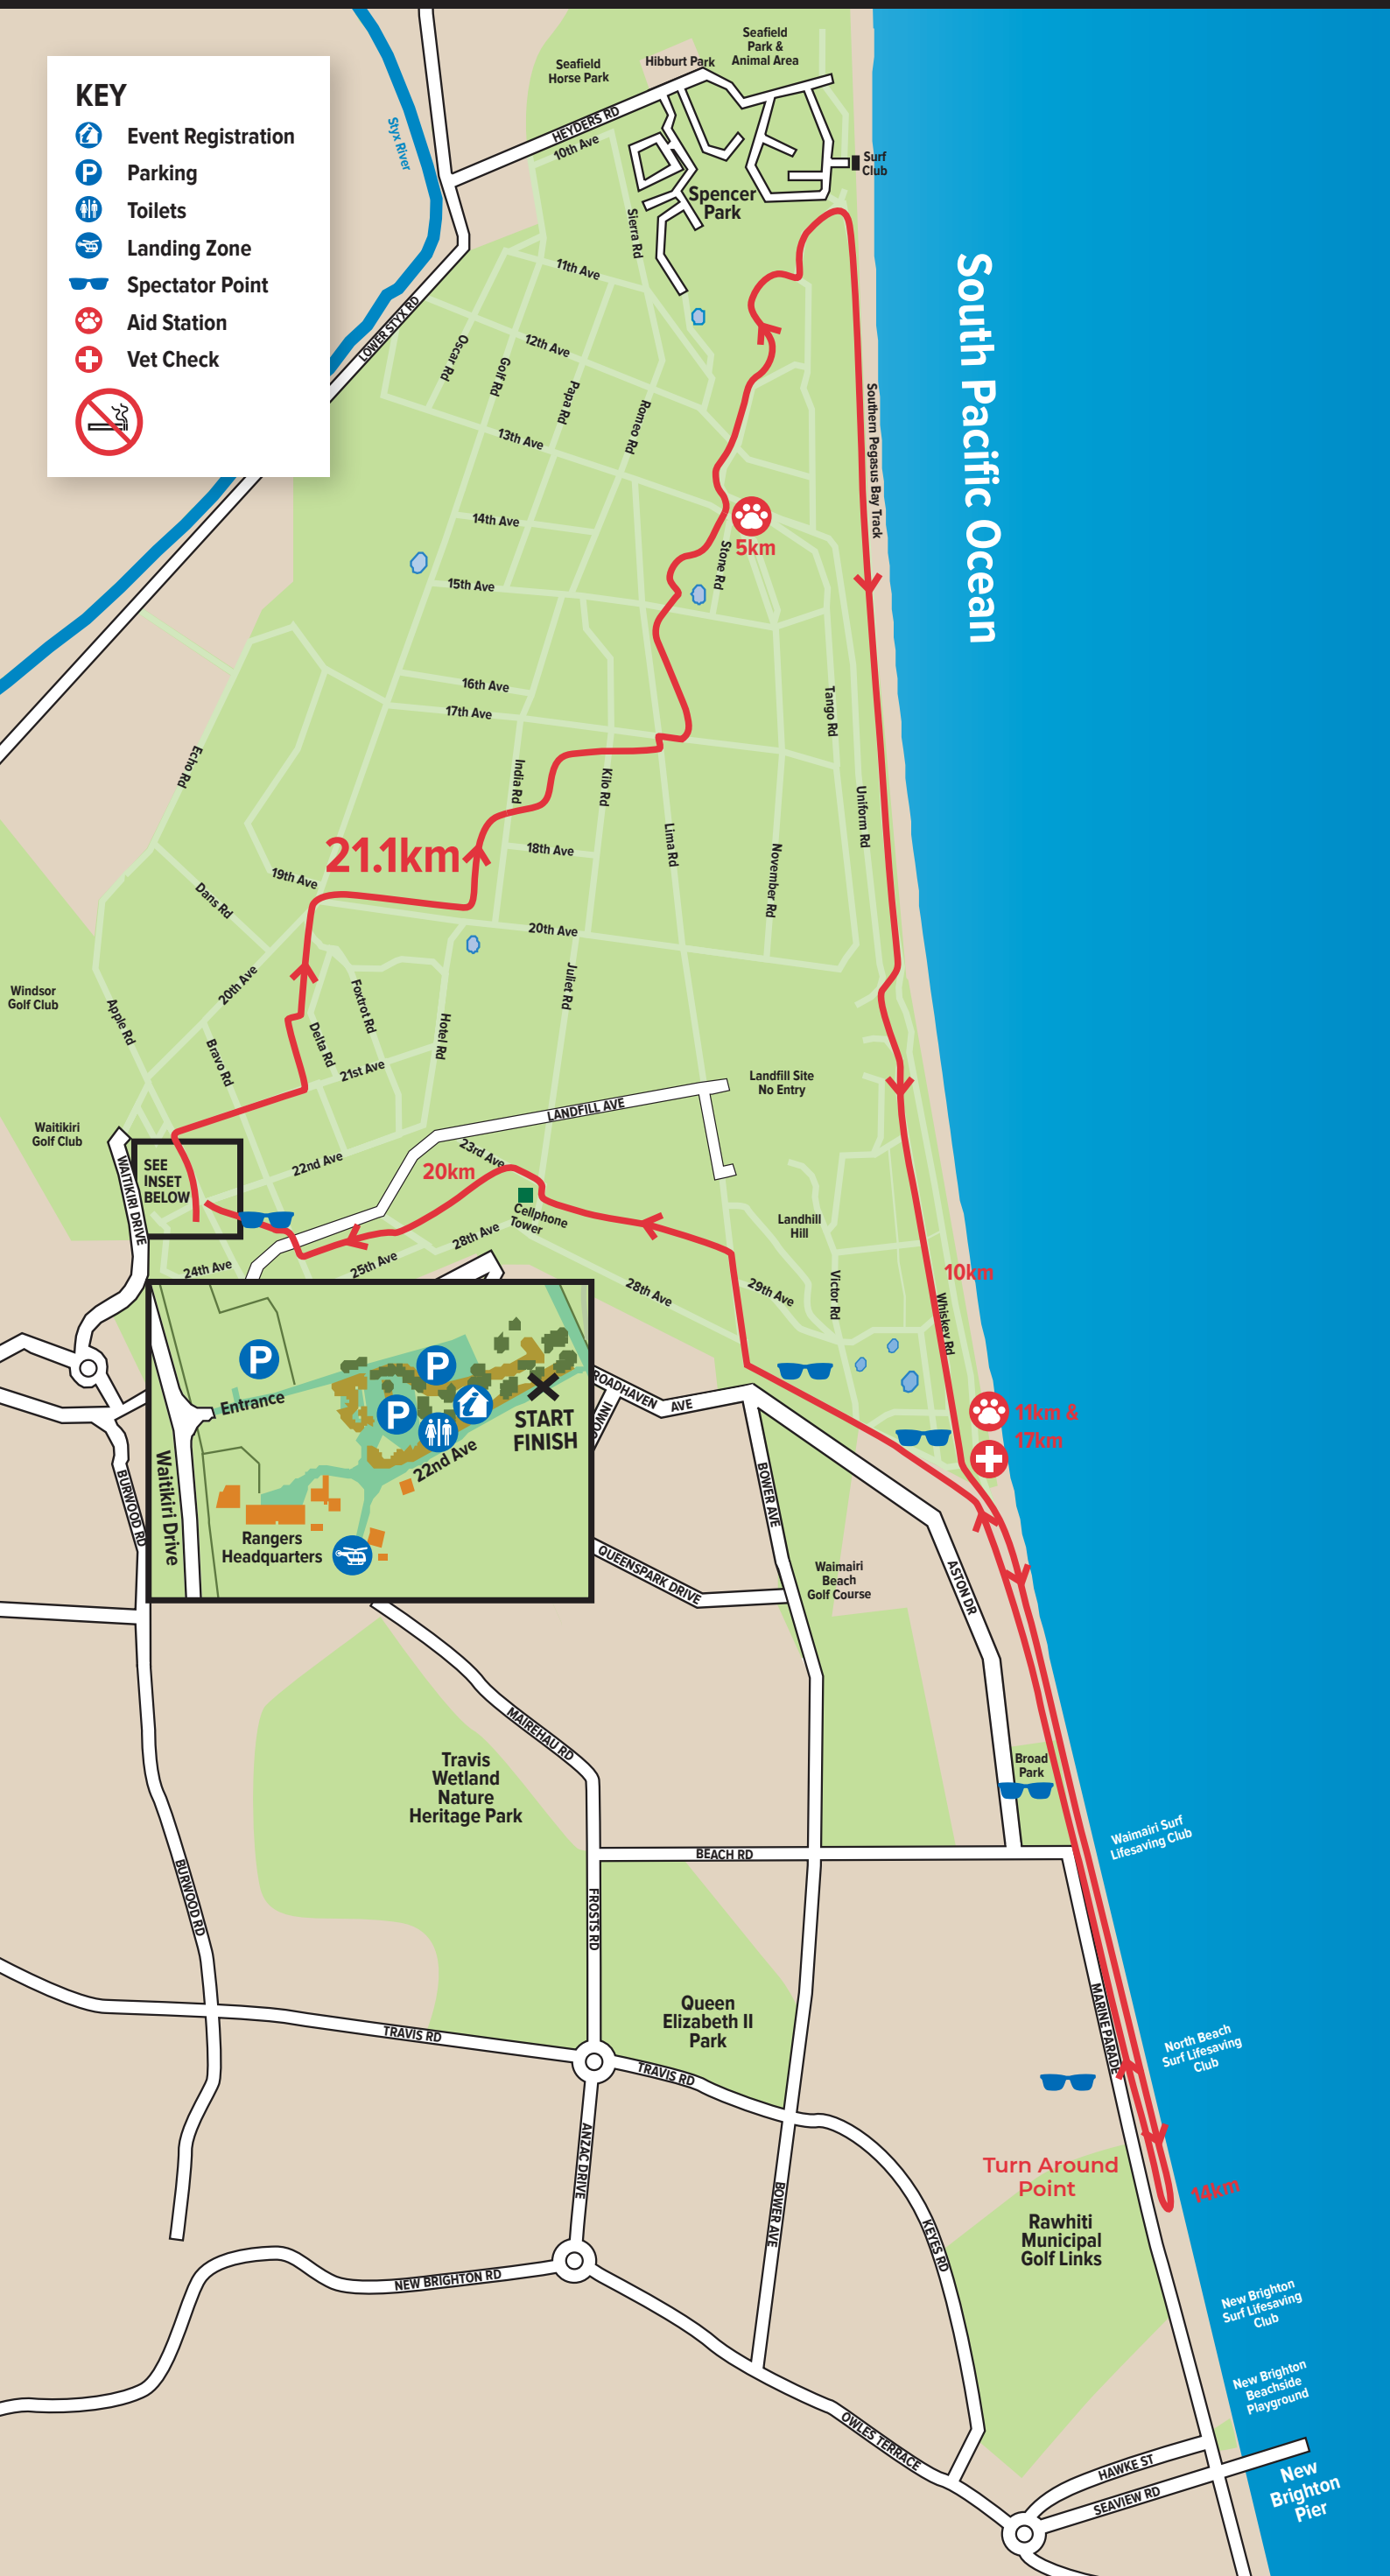 KEY
Event Registration
P
Parking
Toilets
Landing Zone
Spectator Point
Aid Station
Vet Check
Styx River
Seafield
Horse Park
Hibburt Park
Seafield
Park &
Animal Area
HEYDERS RD
10th Ave
Surf
Club
Spencer
Park
Sierra Rd
South Pacific Ocean
11th Ave
LOWER STYX RD
Oscar Rd
Golf Rd
12th Ave
Papa Rd
Romeo Rd
13th Ave
Southern Pegasus Bay Track
14th Ave
5km
Stone Rd
15th Ave
16th Ave
17th Ave
Tango Rd
Echo Rd
India Rd
Kilo Rd
Uniform Rd
21.1km
18th Ave
Lima Rd
November Rd
19th Ave
Dans Rd
20th Ave
20th Ave
Juliet Rd
Windsor
Golf Club
Apple Rd
Foxtrot Rd
Hotel Rd
Delta Rd
Bravo Rd
21st Ave
Landfill Site
No Entry
LANDFILL AVE
Waitikiri
Golf Club
WAITIKIRI DRIVE
SEE
INSET
BELOW
22nd Ave
23rd Ave
20km
Cellphone
Tower
Landhill
Hill
28th Ave
24th Ave
25th Ave
28th Ave
29th Ave
Victor Rd
10km
Whiskey Rd
P
P
P
Entrance
START
FINISH
22nd Ave
Waitikiri Drive
Rangers
Headquarters
ROADHAVEN AVE
11km &
17km
BURWOOD RD
BOWER AVE
QUEENSPARK DRIVE
Waimairi
Beach
Golf Course
ASTON DR
MAIREHAU RD
Travis
Wetland
Nature
Heritage Park
Broad
Park
Waimairi Surf
Lifesaving Club
BEACH RD
BURWOOD RD
FROSTS RD
Queen
Elizabeth II
Park
MARINE PARADE
North Beach
Surf Lifesaving
Club
TRAVIS RD
TRAVIS RD
ANZAC DRIVE
BOWER AVE
Turn Around
Point
14km
Rawhiti
Municipal
Golf Links
KEYES RD
NEW BRIGHTON RD
New Brighton
Surf Lifesaving
Club
New Brighton
Beachside
Playground
OWLES TERRACE
HAWKE ST
SEAVIEW RD
New
Brighton
Pier